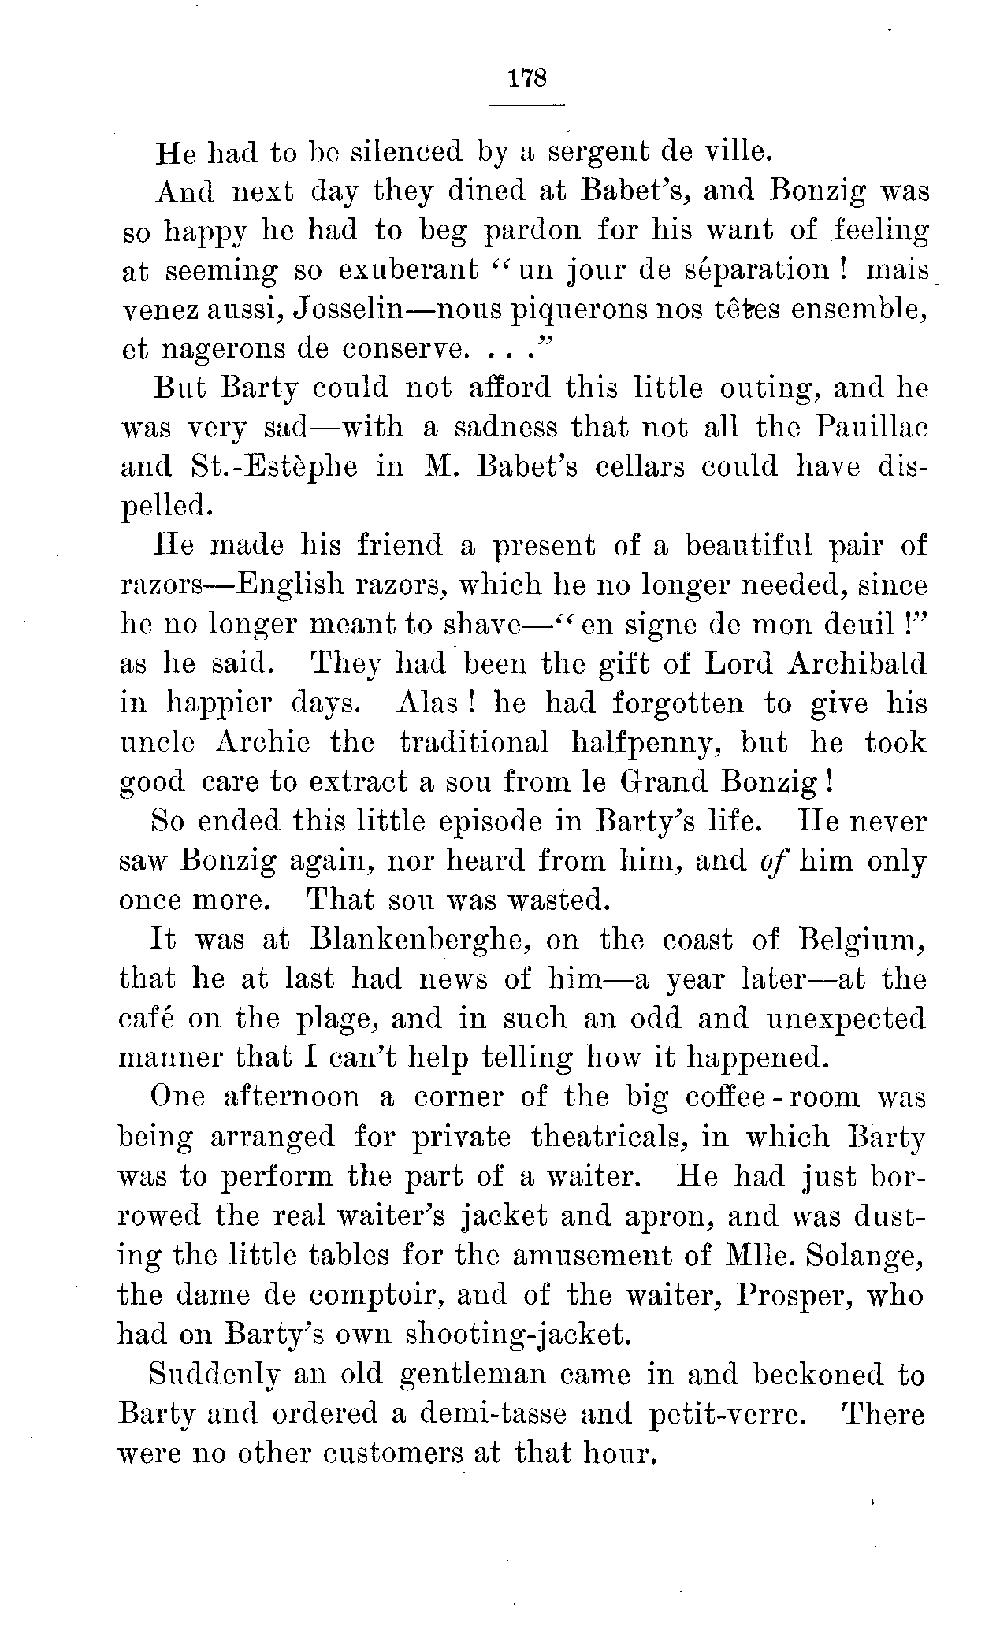 178
He had to be silenced by a sergent de ville.
And next day they dined at Babet's, and Bonzig was
so happy he had to beg pardon for his want of feeling
at seeming so exuberant “un jour de séparation ! mais
venez aussi, Josselin—nous piquerons nos têtes ensemble,
et nagerons de conserve. . . .”
But Barty could not afford this little outing, and he
was very sad—with a sadness that not all the Pauillac
and St.-Estèphe in M. Babet's cellars could have dis-
pelled.
He made his friend a present of a beautiful pair of
razors—English razors, which he no longer needed, since
he no longer meant to shave—“en signe de mon deuil !”
as he said. They had been the gift of Lord Archibald
in happier days. Alas ! he had forgotten to give his
uncle Archie the traditional halfpenny, but he took
good care to extract a sou from le Grand Bonzig !
So ended this little episode in Barty's life. He never
saw Bonzig again, nor heard from him, and of him only
once more. That sou was wasted.
It was at Blankenberghe, on the coast of Belgium,
that he at last had news of him—a year later—at the
café on the plage, and in such an odd and unexpected
manner that I can't help telling how it happened.
One afternoon a corner of the big coffee-room was
being arranged for private theatricals, in which Barty
was to perform the part of a waiter. He had just bor-
rowed the real waiter's jacket and apron, and was dust-
ing the little tables for the amusement of Mlle. Solange,
the dame de comptoir, and of the waiter, Prosper, who
had on Barty's own shooting-jacket.
Suddenly an old gentleman came in and beckoned to
Barty and ordered a demi-tasse and petit-verre. There
were no other customers at that hour.